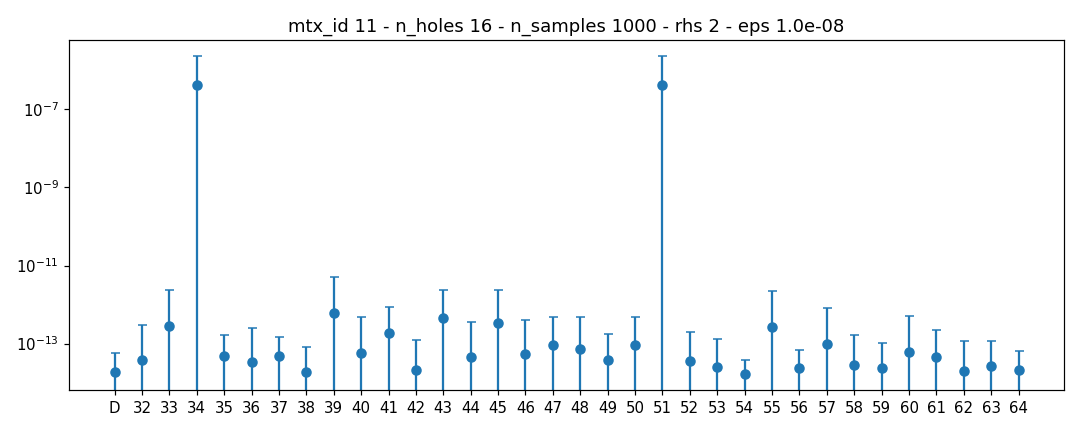 mtx_id 11 - n_holes 16 - n_samples 1000 - rhs 2 - eps 1.0e-08
10⁻⁷
10⁻⁹
10⁻¹¹
10⁻¹³
D 32 33 34 35 36 37 38 39 40 41 42 43 44 45 46 47 48 49 50 51 52 53 54 55 56 57 58 59 60 61 62 63 64